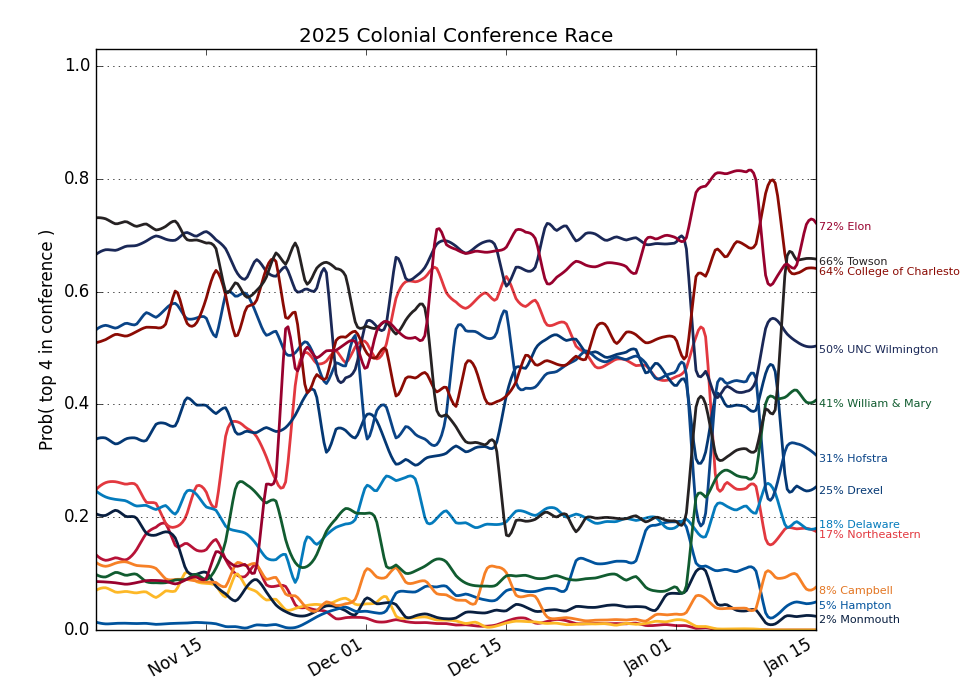 2025 Colonial Conference Race
Prob( top 4 in conference )
1.0
0.8
0.6
0.4
0.2
0.0
Nov 15
Dec 01
Dec 15
Jan 01
Jan 15
72% Elon
66% Towson
64% College of Charlesto
50% UNC Wilmington
41% William & Mary
31% Hofstra
25% Drexel
18% Delaware
17% Northeastern
8% Campbell
5% Hampton
2% Monmouth